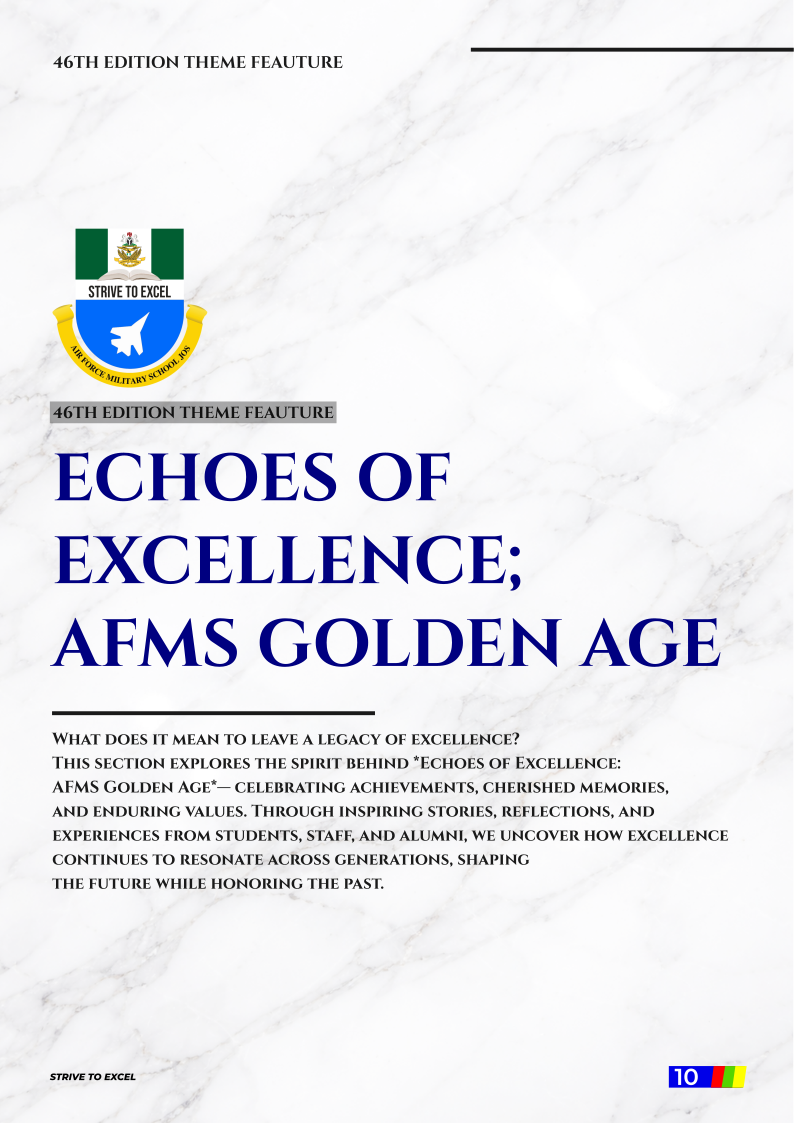 46TH EDITION THEME FEAUTURE
STRIVE TO EXCEL
AIR FORCE MILITARY SCHOOL JOS
46TH EDITION THEME FEAUTURE
ECHOES OF
EXCELLENCE;
AFMS GOLDEN AGE
What does it mean to leave a legacy of excellence?
This section explores the spirit behind *Echoes of Excellence:
AFMS Golden Age*— celebrating achievements, cherished memories,
and enduring values. Through inspiring stories, reflections, and
experiences from students, staff, and alumni, we uncover how excellence
continues to resonate across generations, shaping
the future while honoring the past.
STRIVE TO EXCEL
10